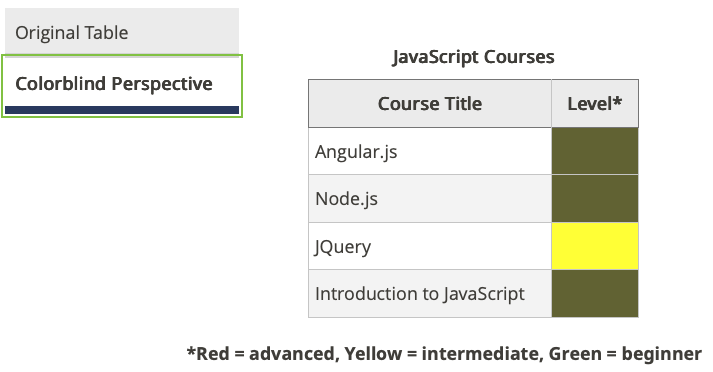 Original Table
Colorblind Perspective
JavaScript Courses
Course Title Level*
Angular.js
Node.js
JQuery
Introduction to JavaScript
*Red = advanced, Yellow = intermediate, Green = beginner